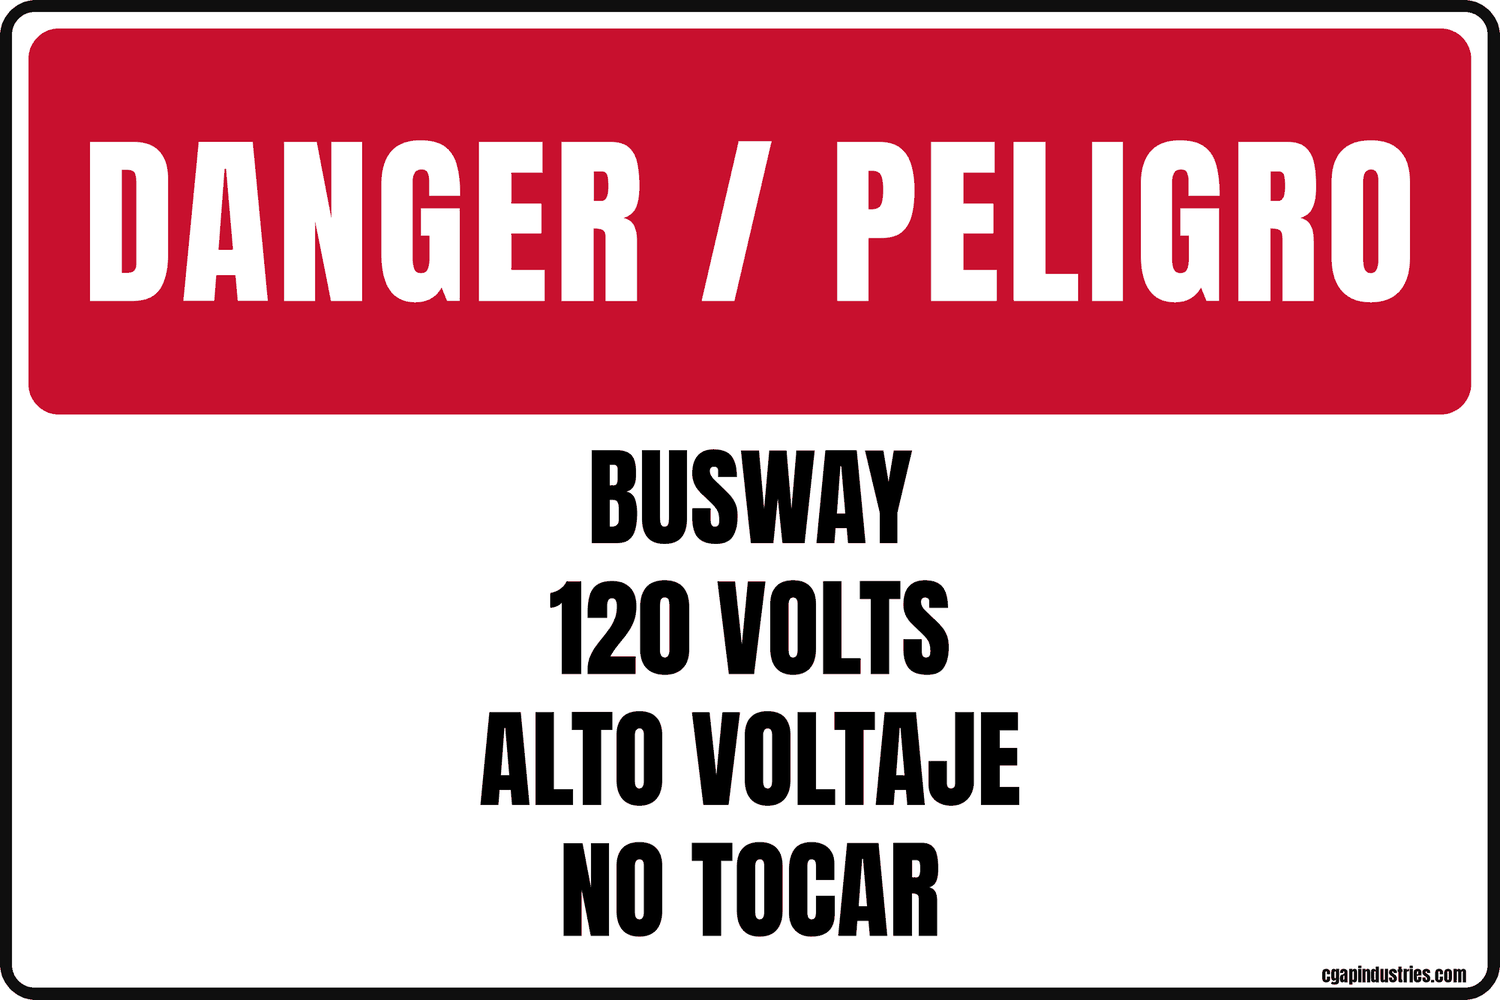 DANGER / PELIGRO
BUSWAY
120 VOLTS
ALTO VOLTAJE
NO TOCAR
cgapindustries.com